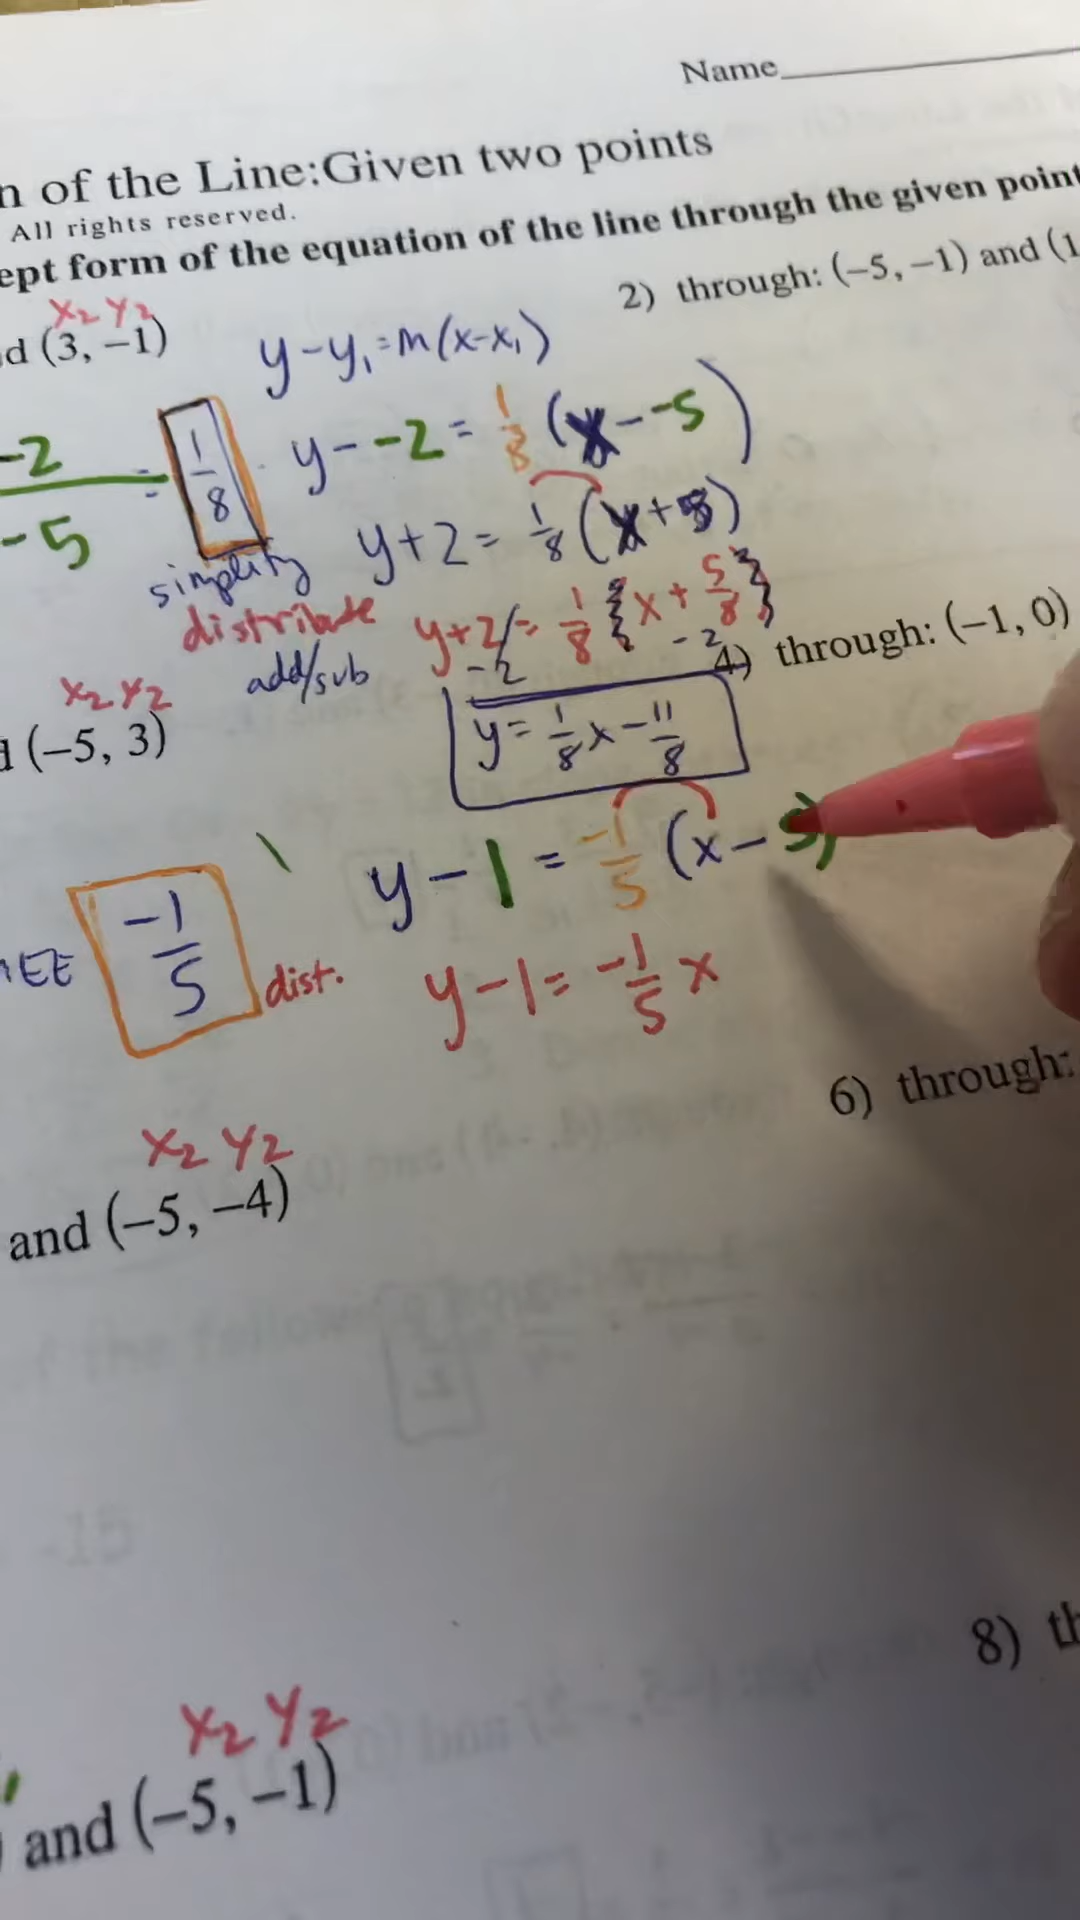 Name
n of the Line:Given two points
All rights reserved.
ept form of the equation of the line through the given point
x2 y2
d (3, −1)
y - y1 = m(x-x1)
2) through: (−5, −1) and (1
-2
-5
= 1/8
y - -2 = 1/8 (x - -5)
simplify y+2 = 1/8 (x+5)
distribute y+2 = 1/8 {x + 5/8}
add/sub -2 -2
4) through: (−1, 0)
y = 1/8 x - 11/8
x2 y2
(−5, 3)
y - 1 = -1/5 (x - 5)
-1/5
dist. y-1 = -1/5 x
6) through:
x2 y2
and (−5, −4)
8) th
x2 y2
and (−5, −1)